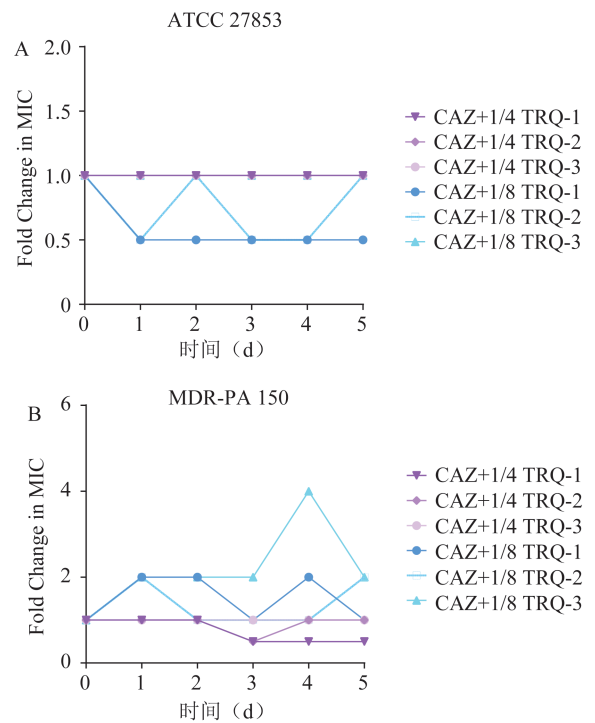 ATCC 27853
A
2.0
1.5
1.0
0.5
0
Fold Change in MIC
0 1 2 3 4 5
时间（d）
CAZ+1/4 TRQ-1
CAZ+1/4 TRQ-2
CAZ+1/4 TRQ-3
CAZ+1/8 TRQ-1
CAZ+1/8 TRQ-2
CAZ+1/8 TRQ-3
MDR-PA 150
B
6
4
2
0
Fold Change in MIC
0 1 2 3 4 5
时间（d）
CAZ+1/4 TRQ-1
CAZ+1/4 TRQ-2
CAZ+1/4 TRQ-3
CAZ+1/8 TRQ-1
CAZ+1/8 TRQ-2
CAZ+1/8 TRQ-3